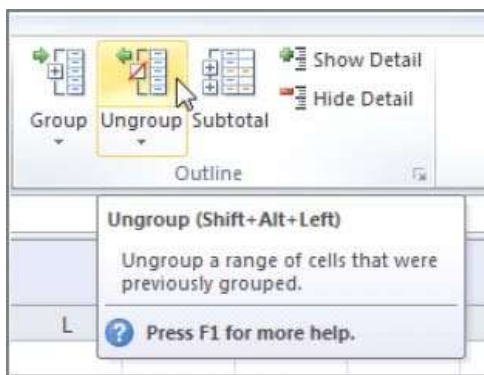 Show Detail
Hide Detail
Group Ungroup Subtotal
Outline
Ungroup (Shift+Alt+Left)
Ungroup a range of cells that were
previously grouped.
L
Press F1 for more help.